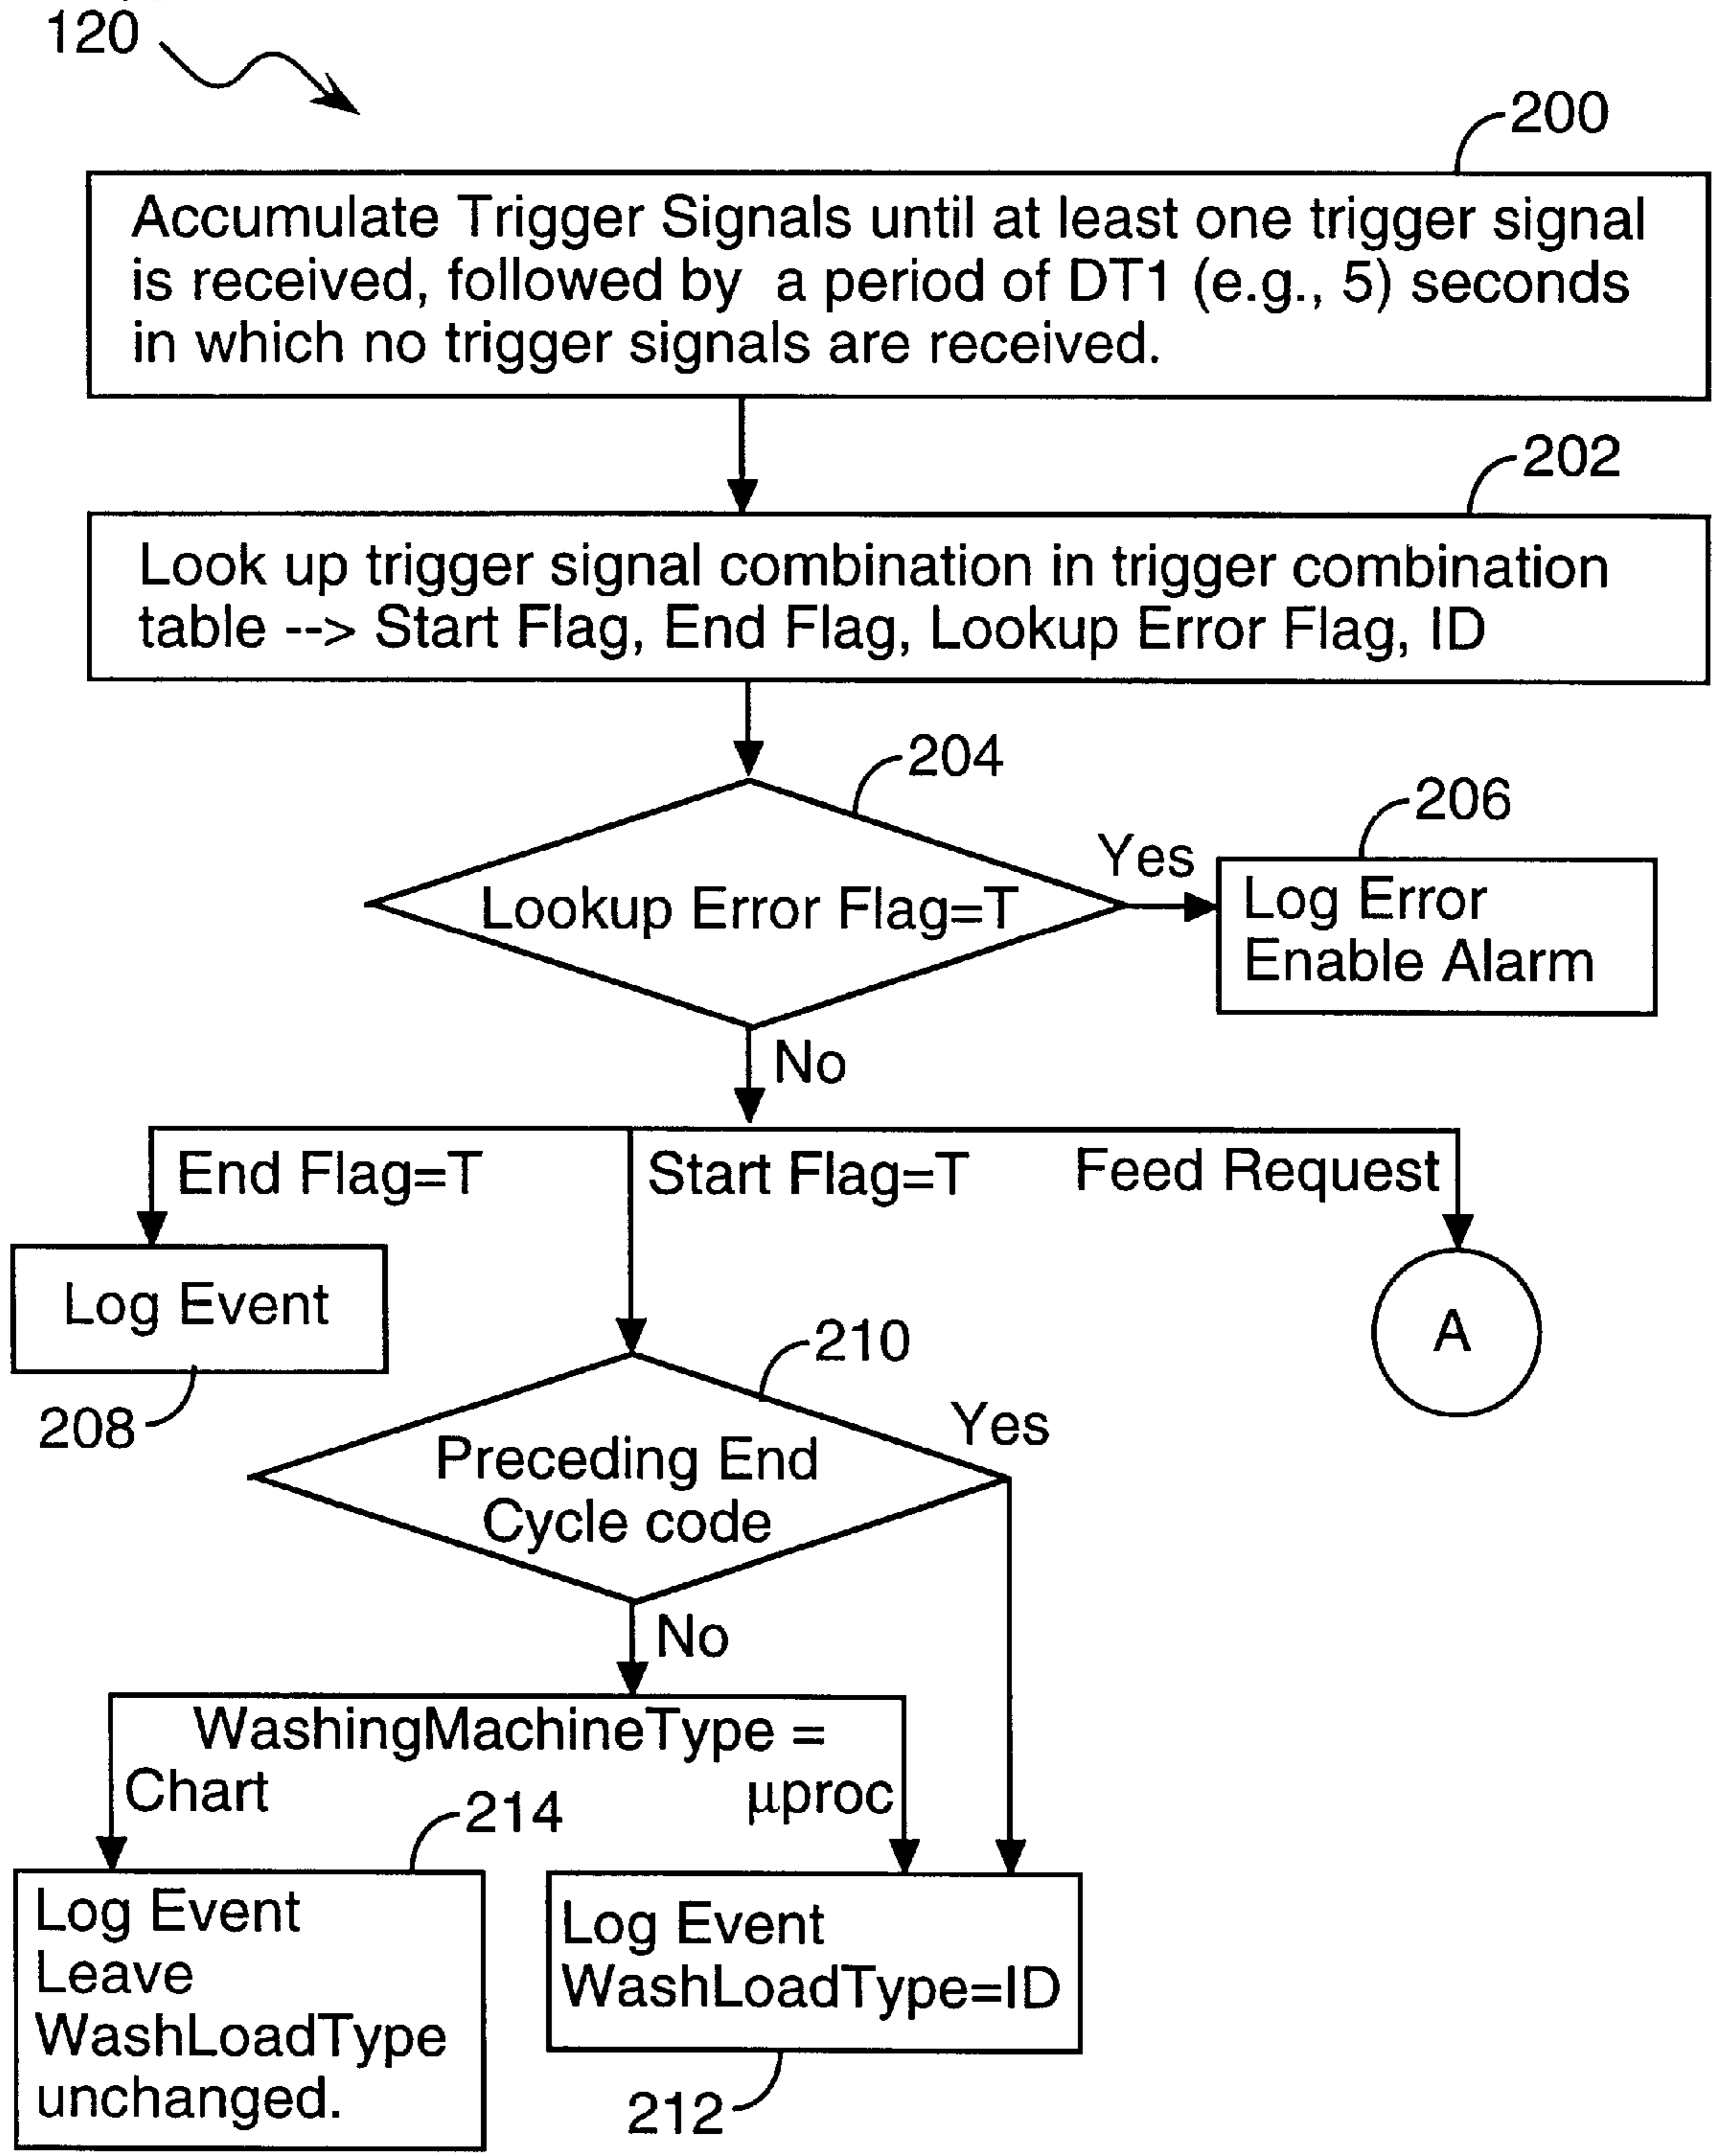 120
200
Accumulate Trigger Signals until at least one trigger signal
is received, followed by a period of DT1 (e.g., 5) seconds
in which no trigger signals are received.
202
Look up trigger signal combination in trigger combination
table --> Start Flag, End Flag, Lookup Error Flag, ID
204
206
Yes
Lookup Error Flag=T
Log Error
Enable Alarm
No
End Flag=T
Start Flag=T
Feed Request
Log Event
208
A
210
Yes
Preceding End
Cycle code
No
WashingMachineType =
Chart
µproc
214
Log Event
Leave
WashLoadType
unchanged.
Log Event
WashLoadType=ID
212